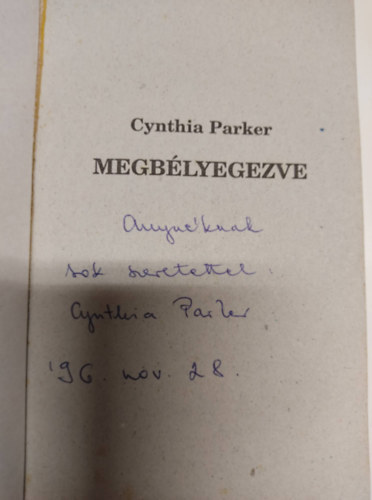 Cynthia Parker
MEGBÉLYEGEZVE
Anyuéknak
sok szeretettel
Cynthia Parker
'96. nov. 28.